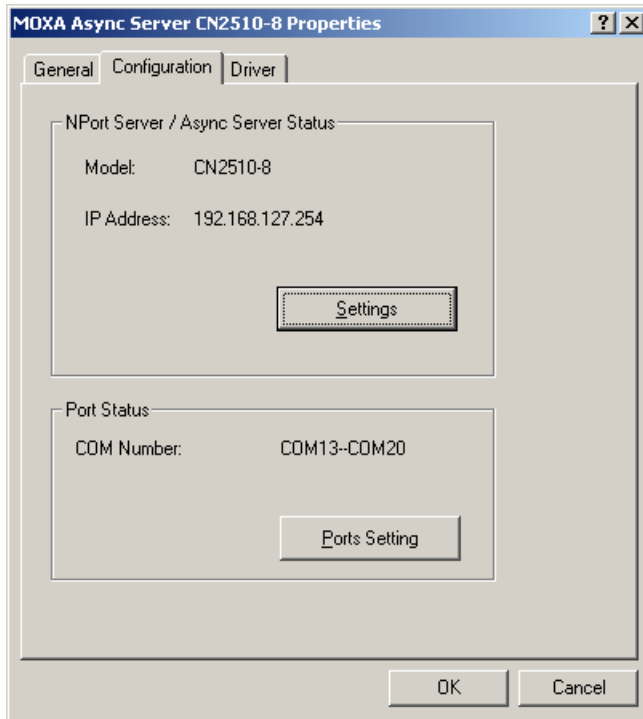 MOXA Async Server CN2510-8 Properties ? X
General Configuration Driver
NPort Server / Async Server Status
Model: CN2510-8
IP Address: 192.168.127.254
Settings
Port Status
COM Number: COM13--COM20
Ports Setting
OK Cancel